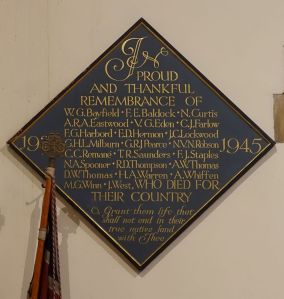 In
PROUD
AND THANKFUL
REMEMBRANCE OF
W.G.Bayfield • F.E.Baldock • N.Curtis
A.R.A.Eastwood • V.G.Eden • G.J.Farlow
F.G.Harbord • E.D.Hermon • J.C.Lockwood
G.H.L.Milburn • G.R.J.Pearce • N.V.N.Robson
19 1945
C.C.Romané • T.R.Saunders • F.J.Staples
N.A.Spooner • R.D.Thompson • A.W.Thomas
D.W.Thomas • H.A.Warren • A.Whiffen
M.G.Winn • J.West, WHO DIED FOR
THEIR COUNTRY
O Grant them life that
shall not end in their
true native land
with Thee